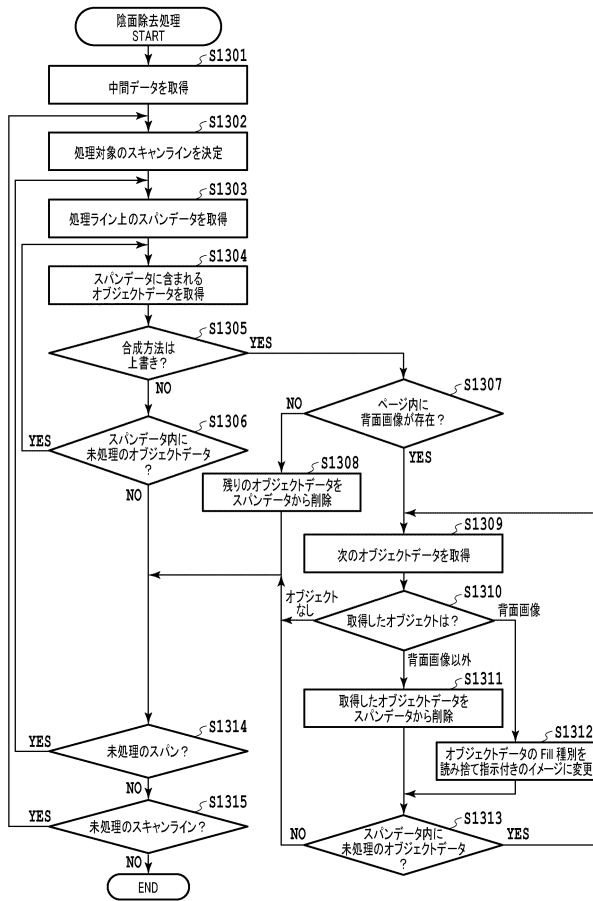 陰面除去処理
START
S1301
中間データを取得
S1302
処理対象のスキャンラインを決定
S1303
処理ライン上のスパンデータを取得
S1304
スパンデータに含まれる
オブジェクトデータを取得
S1305
合成方法は
上書き？
YES
NO
S1306
スパンデータ内に
未処理のオブジェクトデータ
？
YES
NO
S1307
ページ内に
背面画像が存在？
NO
YES
S1308
残りのオブジェクトデータを
スパンデータから削除
S1309
次のオブジェクトデータを取得
S1310
取得したオブジェクトは？
オブジェクト
なし
背面画像
背面画像以外
S1311
取得したオブジェクトデータを
スパンデータから削除
S1312
オブジェクトデータの Fill 種別を
読み捨て指示付きのイメージに変更
S1313
スパンデータ内に
未処理のオブジェクトデータ
？
NO
YES
S1314
未処理のスパン？
YES
NO
S1315
未処理のスキャンライン？
YES
NO
END